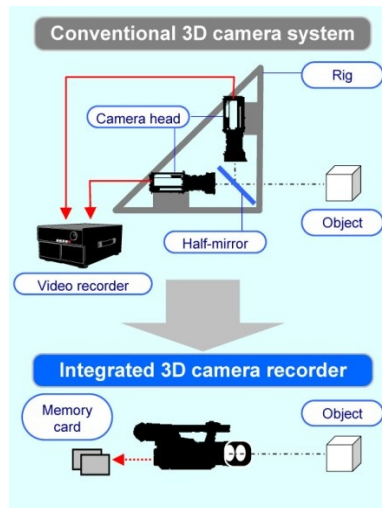 Conventional 3D camera system
Rig
Camera head
Object
Half-mirror
Video recorder
Integrated 3D camera recorder
Memory
card
Object